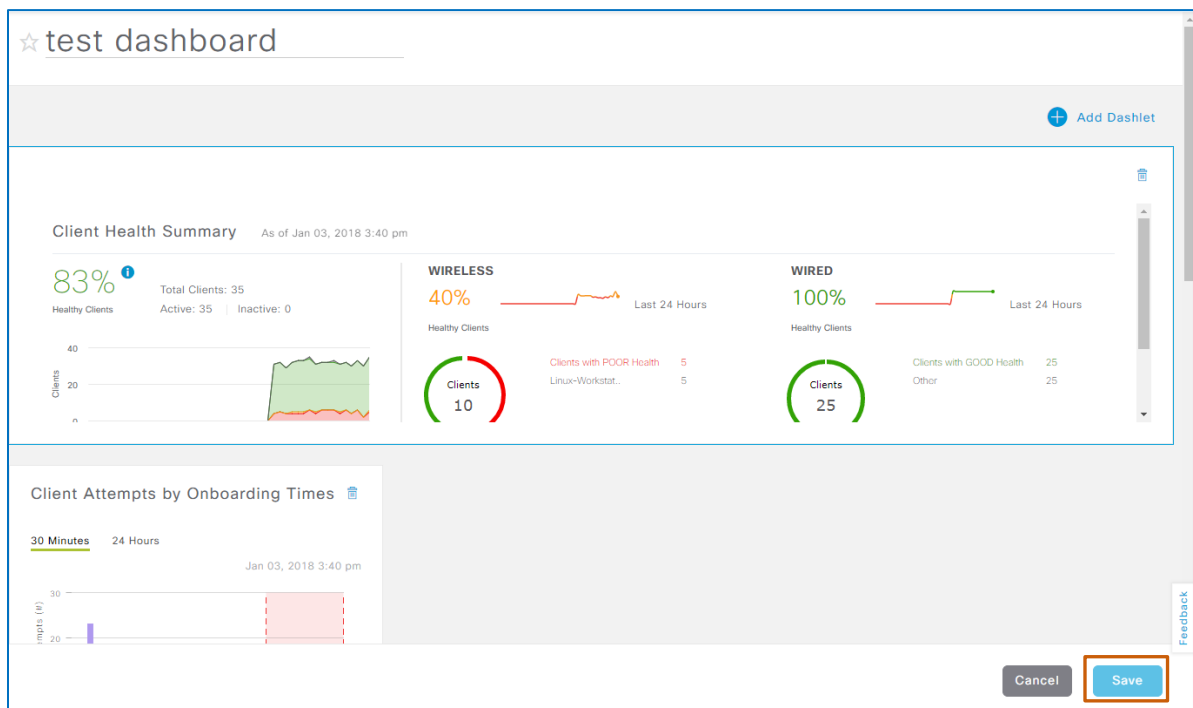 test dashboard
Add Dashlet
Client Health Summary As of Jan 03, 2018 3:40 pm
83%
Healthy Clients
Total Clients: 35
Active: 35 | Inactive: 0
40
20
0
Clients
WIRELESS
40% Last 24 Hours
Healthy Clients
Clients
10
Clients with POOR Health 5
Linux-Workstat.. 5
WIRED
100% Last 24 Hours
Healthy Clients
Clients
25
Clients with GOOD Health 25
Other 25
Client Attempts by Onboarding Times
30 Minutes 24 Hours
Jan 03, 2018 3:40 pm
30
20
Feedback
Cancel Save